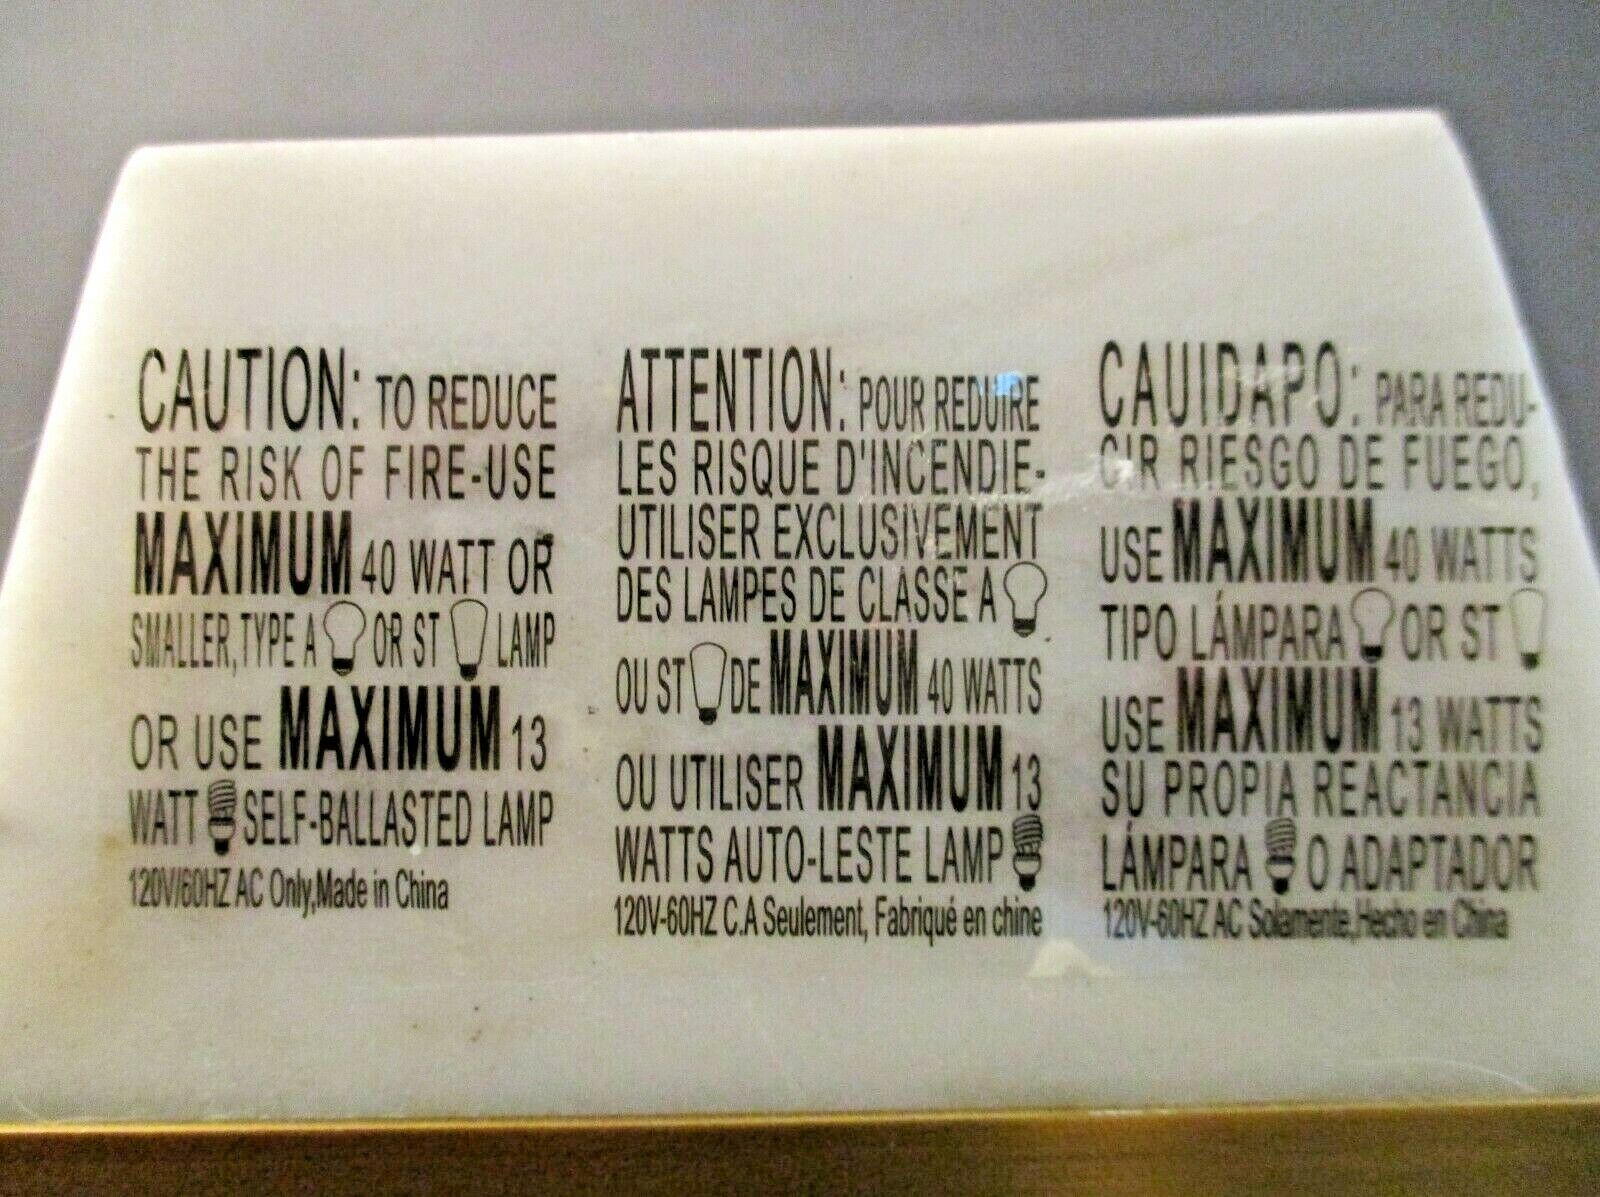 CAUTION: TO REDUCE
THE RISK OF FIRE-USE
MAXIMUM 40 WATT OR
SMALLER,TYPE A OR ST LAMP
OR USE MAXIMUM 13
WATT SELF-BALLASTED LAMP
120V/60HZ AC Only,Made in China
ATTENTION: POUR REDUIRE
LES RISQUE D'INCENDIE-
UTILISER EXCLUSIVEMENT
DES LAMPES DE CLASSE A
OU ST DE MAXIMUM 40 WATTS
OU UTILISER MAXIMUM 13
WATTS AUTO-LESTE LAMP
120V-60HZ C.A Seulement, Fabriqué en chine
CAUIDAPO: PARA REDU-
CIR RIESGO DE FUEGO,
USE MAXIMUM 40 WATTS
TIPO LÁMPARA OR ST
USE MAXIMUM 13 WATTS
SU PROPIA REACTANCIA
LÁMPARA O ADAPTADOR
120V-60HZ AC Solamente,Hecho en China